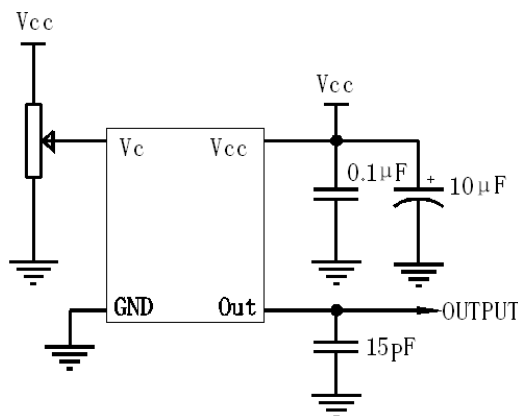 Vcc
Vcc
Vc
Vcc
0.1μF
+
10μF
GND
Out
OUTPUT
15pF